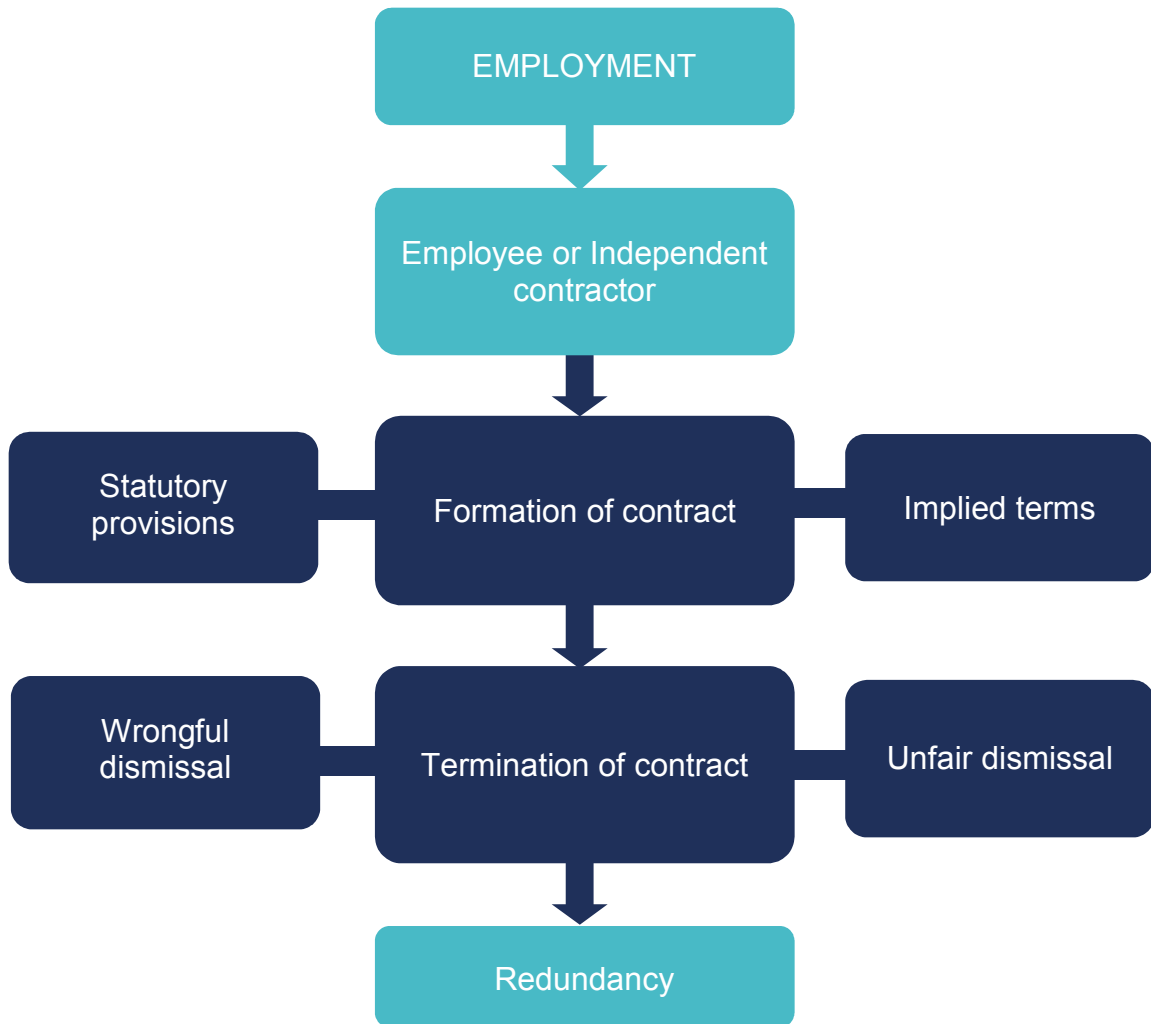 EMPLOYMENT
Employee or Independent
contractor
Statutory
provisions
Formation of contract
Implied terms
Wrongful
dismissal
Termination of contract
Unfair dismissal
Redundancy